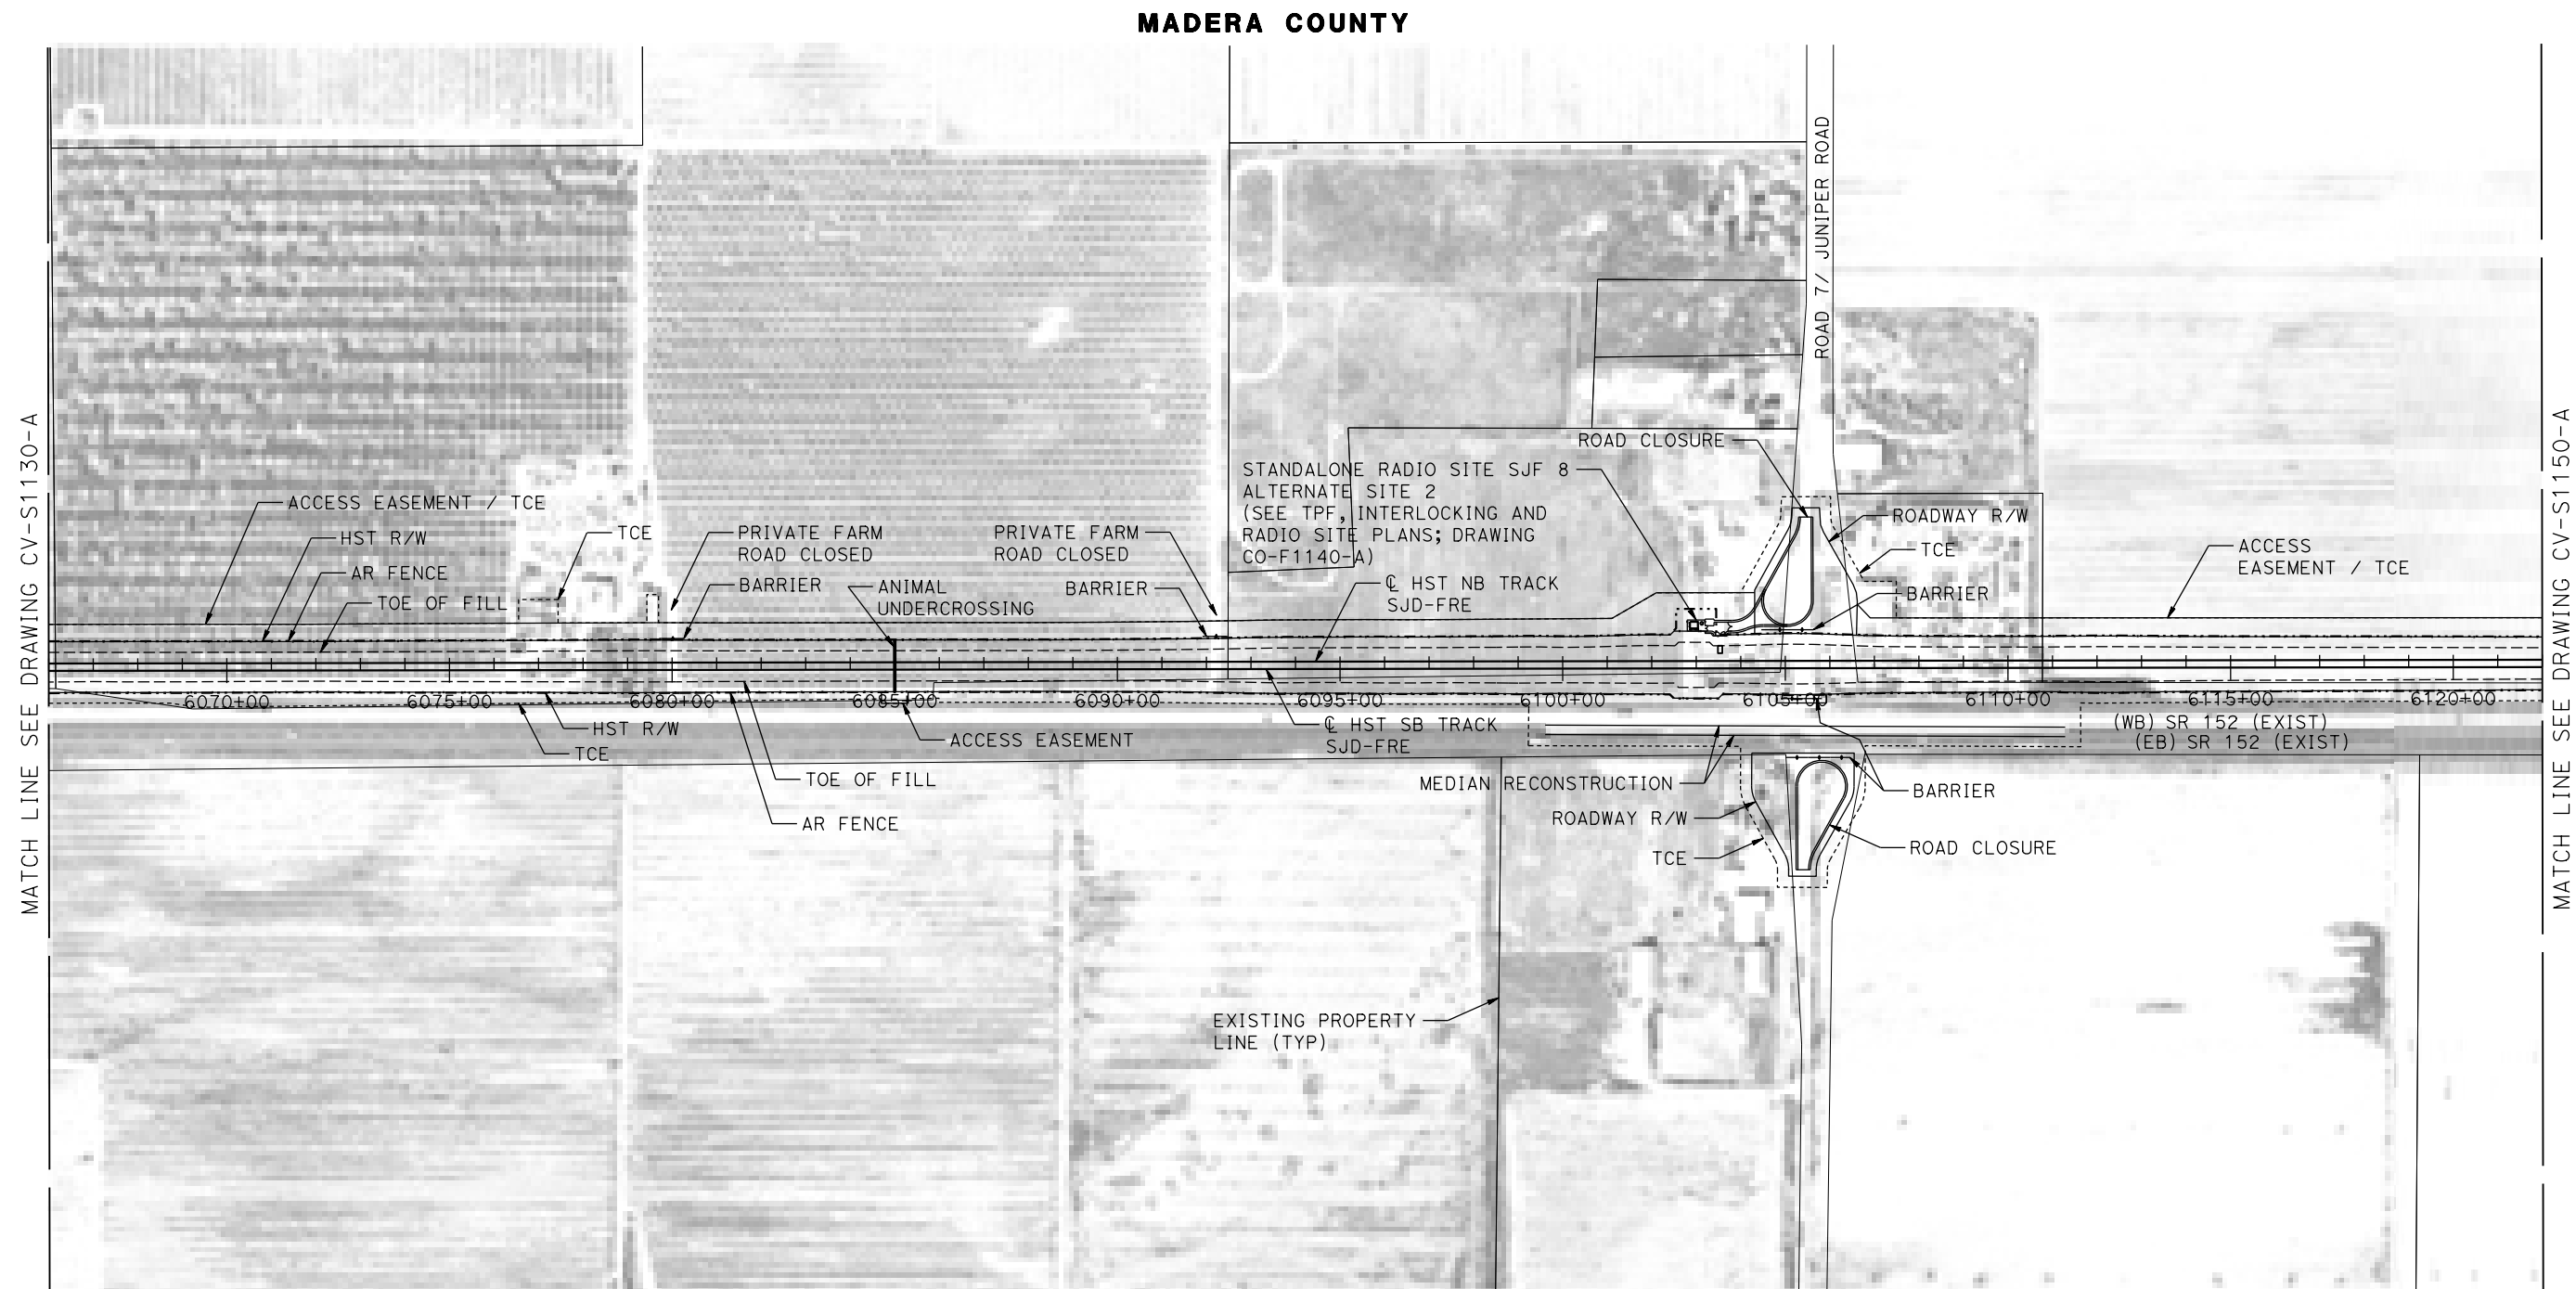 MADERA COUNTY
MATCH LINE SEE DRAWING CV-S1130-A
MATCH LINE SEE DRAWING CV-S1150-A
ROAD 7/ JUNIPER ROAD
ROAD CLOSURE
STANDALONE RADIO SITE SJF 8
ALTERNATE SITE 2
(SEE TPF, INTERLOCKING AND
RADIO SITE PLANS; DRAWING
CO-F1140-A)
ACCESS EASEMENT / TCE
HST R/W
AR FENCE
TOE OF FILL
TCE
PRIVATE FARM
ROAD CLOSED
BARRIER
ANIMAL
UNDERCROSSING
PRIVATE FARM
ROAD CLOSED
BARRIER
℄ HST NB TRACK
SJD-FRE
ROADWAY R/W
TCE
BARRIER
ACCESS
EASEMENT / TCE
6070+00
6075+00
6080+00
6085+00
6090+00
6095+00
6100+00
6105+00
6110+00
6115+00
6120+00
HST R/W
TCE
ACCESS EASEMENT
℄ HST SB TRACK
SJD-FRE
(WB) SR 152 (EXIST)
(EB) SR 152 (EXIST)
TOE OF FILL
AR FENCE
MEDIAN RECONSTRUCTION
BARRIER
ROADWAY R/W
TCE
ROAD CLOSURE
EXISTING PROPERTY
LINE (TYP)